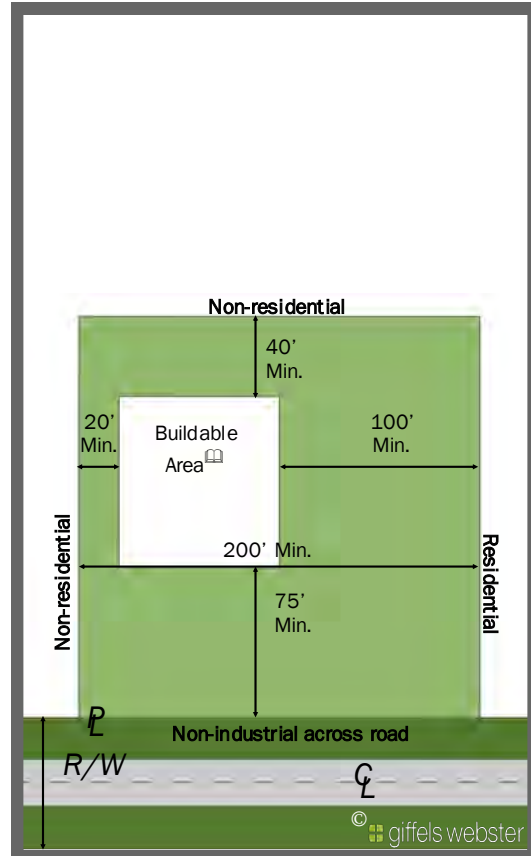 Non-residential
40’
Min.
20’
Min.
Buildable
Area
100’
Min.
200’ Min.
Non-residential
Residential
75’
Min.
PL
Non-industrial across road
R/W
CL
© giffels webster